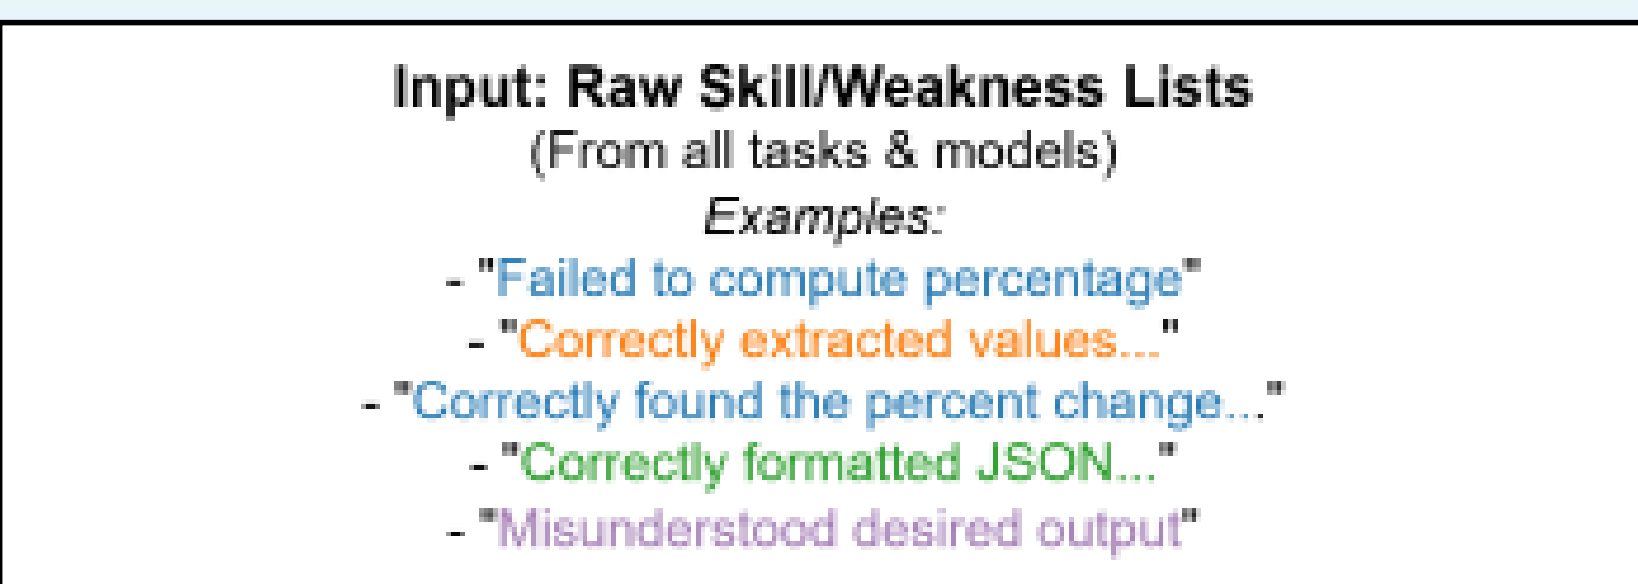 Input: Raw Skill/Weakness Lists
(From all tasks & models)
Examples:
- "Failed to compute percentage"
- "Correctly extracted values..."
- "Correctly found the percent change..."
- "Correctly formatted JSON..."
- "Misunderstood desired output"